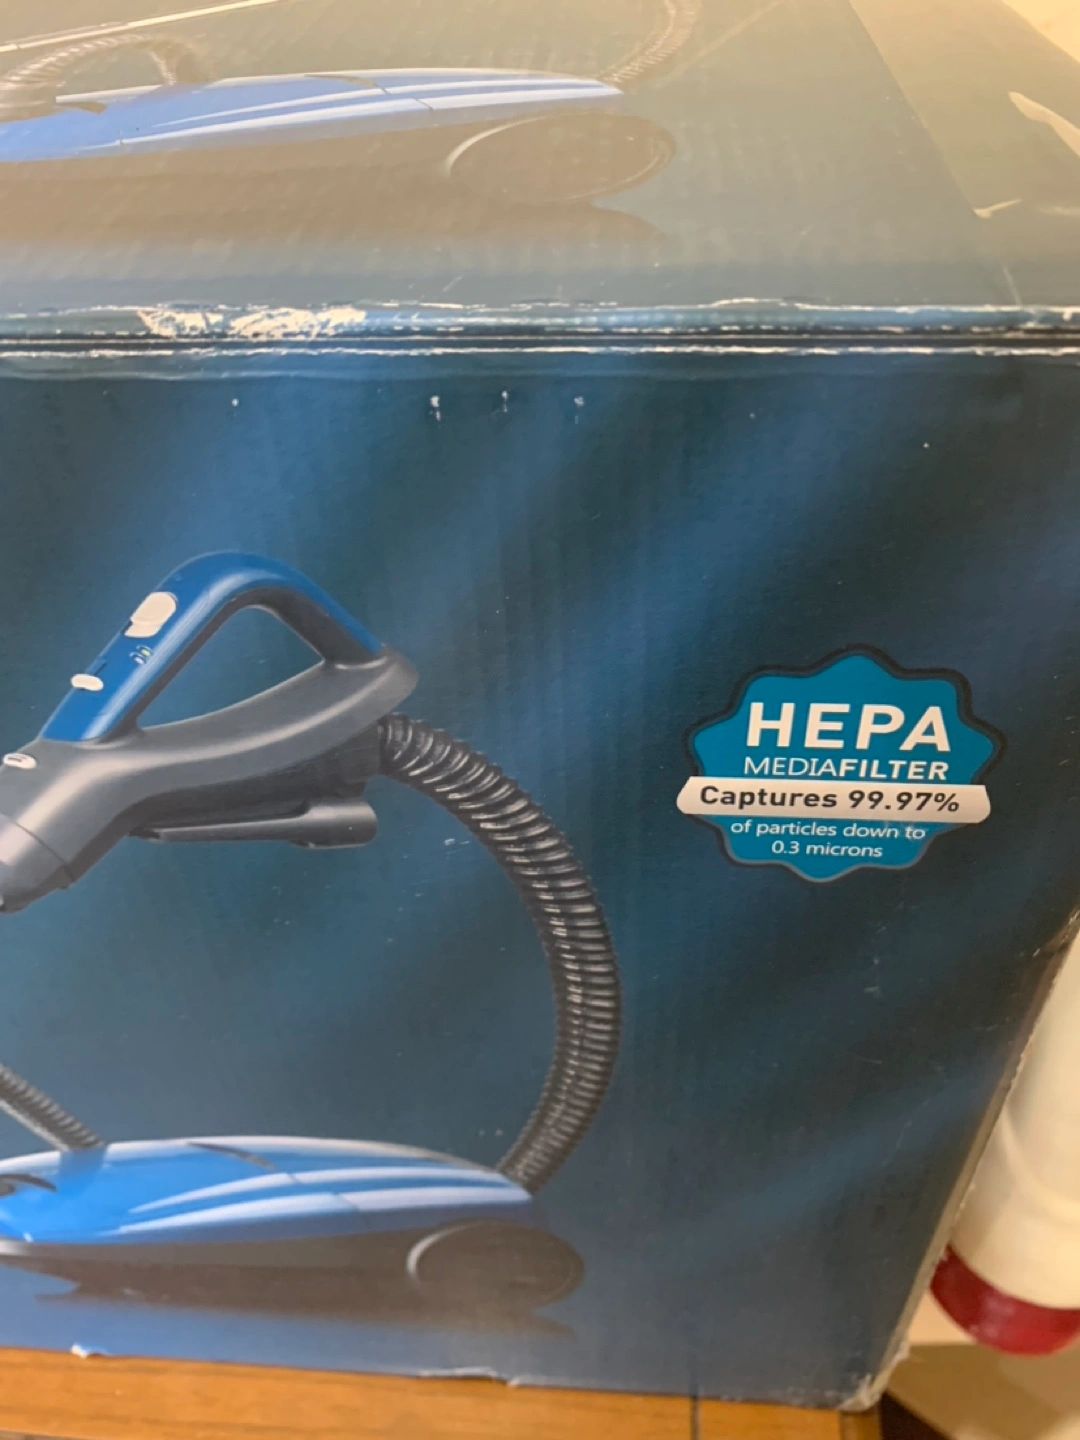 HEPA
MEDIAFILTER
Captures 99.97%
of particles down to
0.3 microns